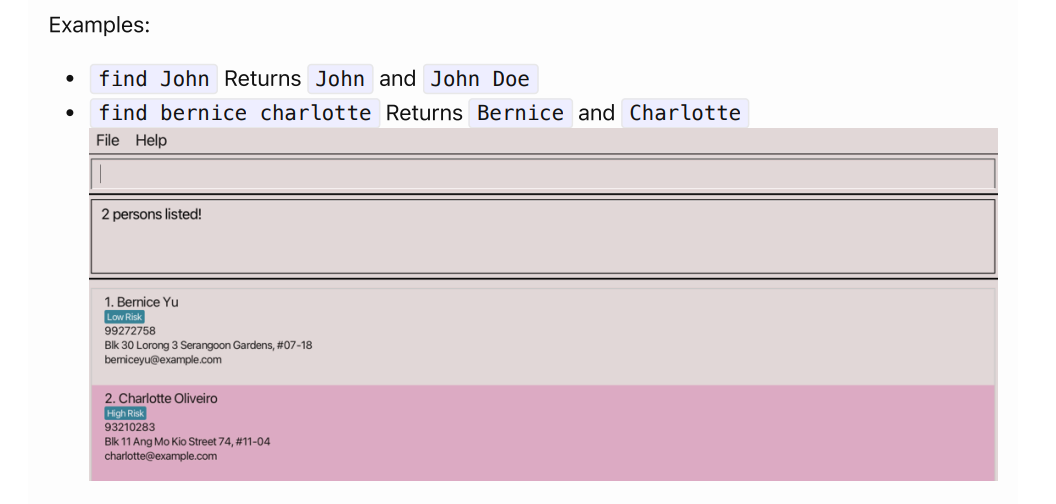 Examples:
find John Returns John and John Doe
find bernice charlotte Returns Bernice and Charlotte
File Help
2 persons listed!
1. Bernice Yu
Low Risk
99272758
Blk 30 Lorong 3 Serangoon Gardens, #07-18
berniceyu@example.com
2. Charlotte Oliveiro
High Risk
93210283
Blk 11 Ang Mo Kio Street 74, #11-04
charlotte@example.com